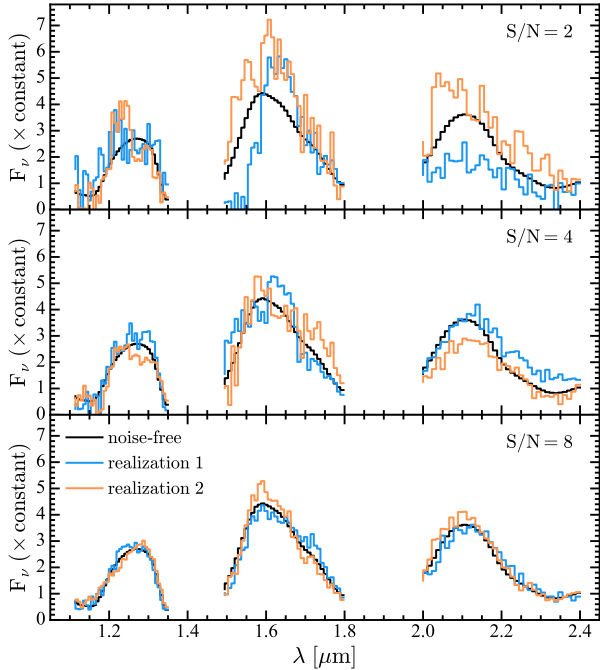 7
6
5
4
3
2
1
0
F_ν (× constant)
S/N = 2
7
6
5
4
3
2
1
0
F_ν (× constant)
S/N = 4
7
6
5
4
3
2
1
0
F_ν (× constant)
S/N = 8
noise-free
realization 1
realization 2
1.2 1.4 1.6 1.8 2.0 2.2 2.4
λ [μm]